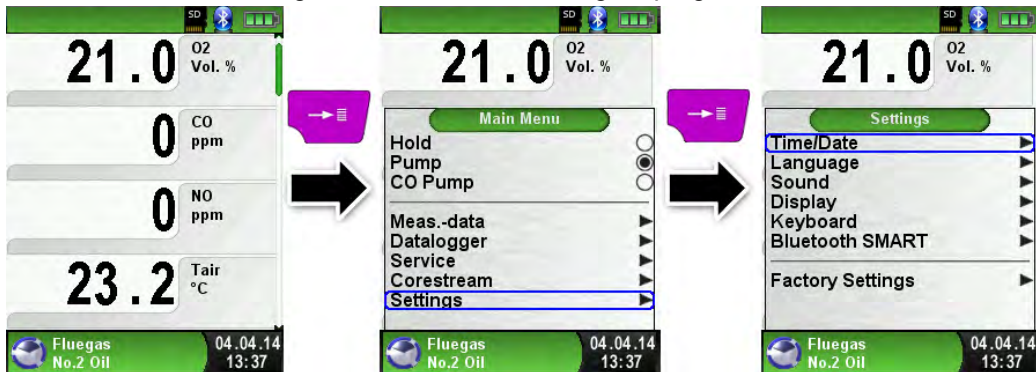 SD
21.0 O2
Vol. %
0 CO
ppm
0 NO
ppm
23.2 Tair
°C
Fluegas
No.2 Oil
04.04.14
13:37
SD
21.0 O2
Vol. %
Main Menu
Hold
Pump
CO Pump
Meas.-data
Datalogger
Service
Corestream
Settings
Fluegas
No.2 Oil
04.04.14
13:37
SD
21.0 O2
Vol. %
Settings
Time/Date
Language
Sound
Display
Keyboard
Bluetooth SMART
Factory Settings
Fluegas
No.2 Oil
04.04.14
13:37